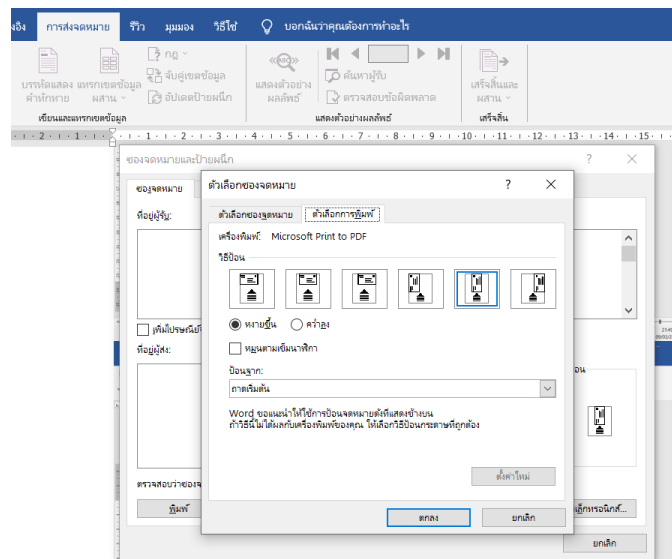 การส่งจดหมาย รีวิว มุมมอง วิธีใช้ บอกฉันว่าคุณต้องการทำอะไร
กฎ
จับคู่เขตข้อมูล
อัปเดตป้ายผนึก
บรรทัดแสดง
คำทักทาย
แทรกเขตข้อมูล
ผสาน
เขียนและแทรกเขตข้อมูล
«ABC»
แสดงตัวอย่าง
ผลลัพธ์
ค้นหาผู้รับ
ตรวจสอบข้อผิดพลาด
แสดงตัวอย่างผลลัพธ์
เสร็จสิ้นและ
ผสาน
เสร็จสิ้น
2 1 1 2 3 4 5 6 7 8 9 10 11 12 13 14 15
ซองจดหมายและป้ายผนึก ? ×
ซองจดหมาย
ที่อยู่ผู้รับ:
เพิ่มไปรษณีย์
ที่อยู่ผู้ส่ง:
ตรวจสอบว่าซองจ
พิมพ์
ยกเลิก
ตัวเลือกซองจดหมาย ? ×
ตัวเลือกซองจดหมาย ตัวเลือกการพิมพ์
เครื่องพิมพ์: Microsoft Print to PDF
วิธีป้อน
หงายขึ้น คว่ำลง
หมุนตามเข็มนาฬิกา
ป้อนจาก:
ถาดเริ่มต้น
Word ขอแนะนำให้ใช้การป้อนจดหมายดังที่แสดงข้างบน
ถ้าวิธีนี้ไม่ได้ผลกับเครื่องพิมพ์ของคุณ ให้เลือกวิธีป้อนกระดาษที่ถูกต้อง
ตั้งค่าใหม่
ตกลง ยกเลิก